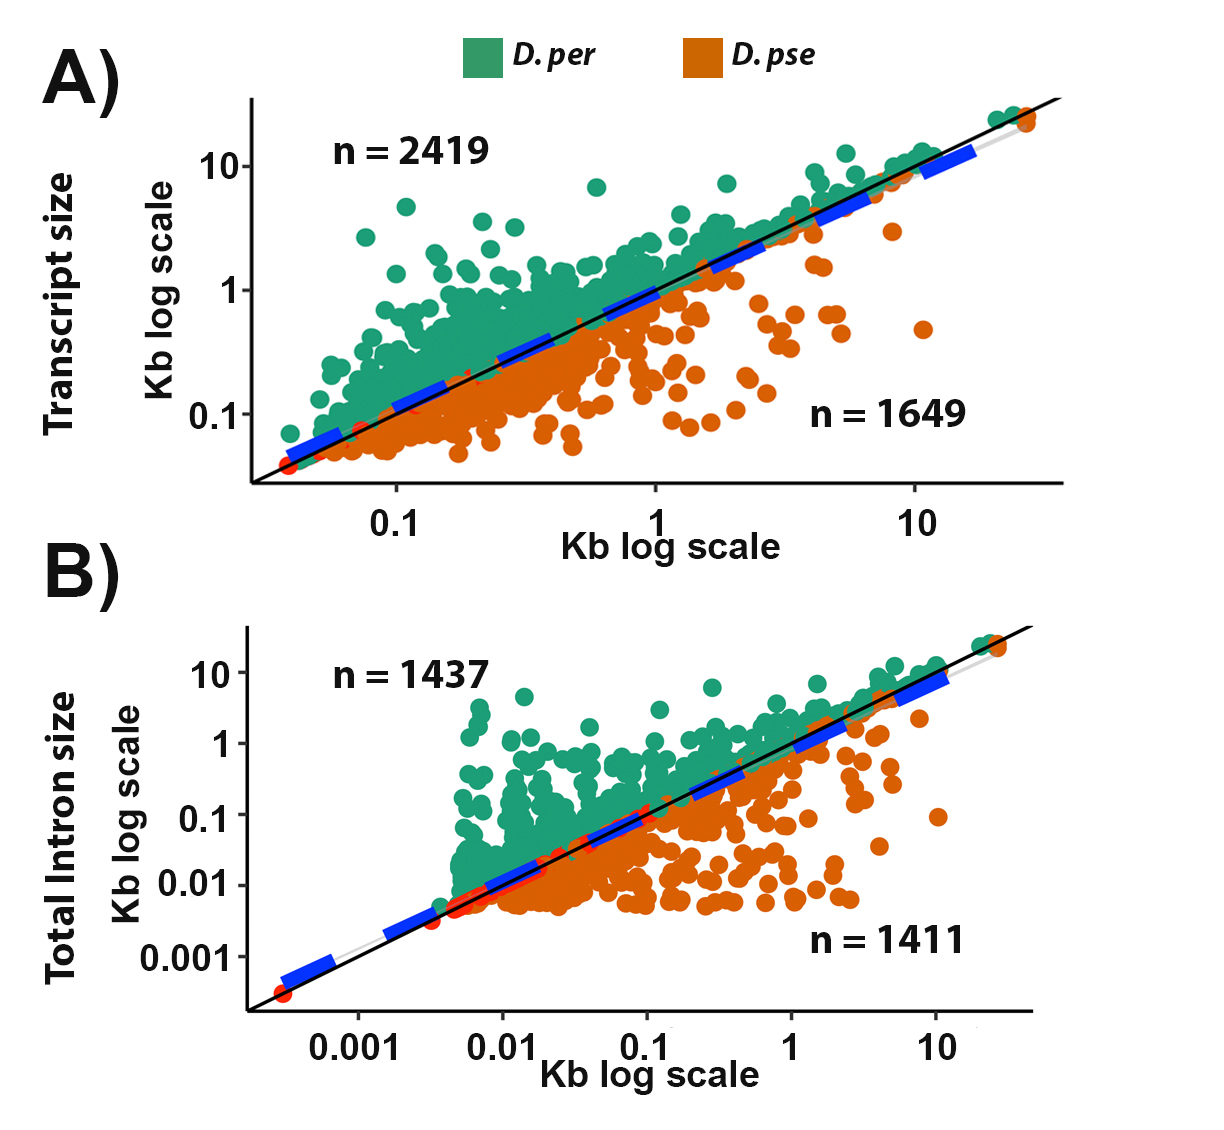 D. per
D. pse
A)
Transcript size
Kb log scale
n = 2419
10
1
0.1
n = 1649
0.1
1
10
Kb log scale
B)
Total Intron size
Kb log scale
n = 1437
10
1
0.1
0.01
0.001
n = 1411
0.001
0.01
0.1
1
10
Kb log scale